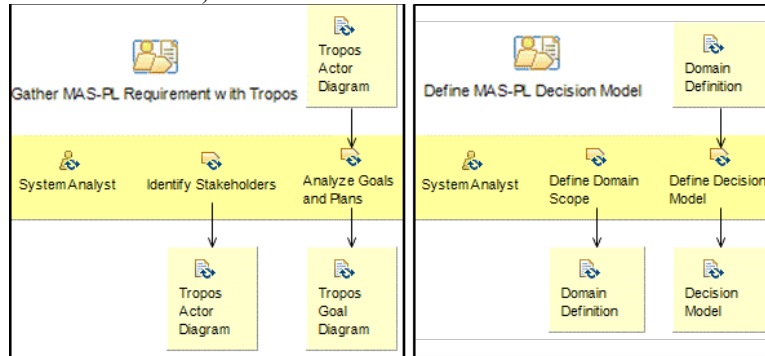 Tropos
Actor
Diagram
Gather MAS-PL Requirement with Tropos
System Analyst
Identify Stakeholders
Analyze Goals
and Plans
Tropos
Actor
Diagram
Tropos
Goal
Diagram
Domain
Definition
Define MAS-PL Decision Model
System Analyst
Define Domain
Scope
Define Decision
Model
Domain
Definition
Decision
Model